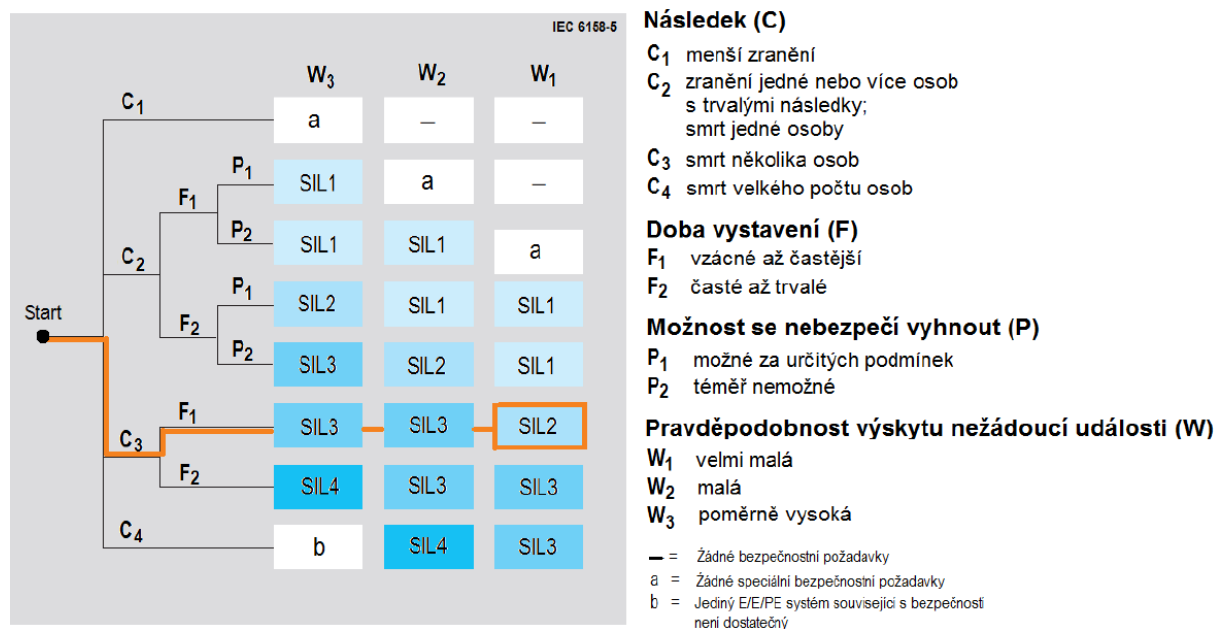 IEC 6158-5
W3 W2 W1
C1
a – –
P1
SIL1 a –
F1
P2
SIL1 SIL1 a
C2
P1
SIL2 SIL1 SIL1
Start
F2
P2
SIL3 SIL2 SIL1
F1
SIL3 SIL3 SIL2
C3
F2
SIL4 SIL3 SIL3
C4
b SIL4 SIL3
Následek (C)
C1 menší zranění
C2 zranění jedné nebo více osob
s trvalými následky;
smrt jedné osoby
C3 smrt několika osob
C4 smrt velkého počtu osob
Doba vystavení (F)
F1 vzácné až častější
F2 časté až trvalé
Možnost se nebezpečí vyhnout (P)
P1 možné za určitých podmínek
P2 téměř nemožné
Pravděpodobnost výskytu nežádoucí události (W)
W1 velmi malá
W2 malá
W3 poměrně vysoká
– = Žádné bezpečnostní požadavky
a = Žádné speciální bezpečnostní požadavky
b = Jediný E/E/PE systém související s bezpečností
není dostatečný